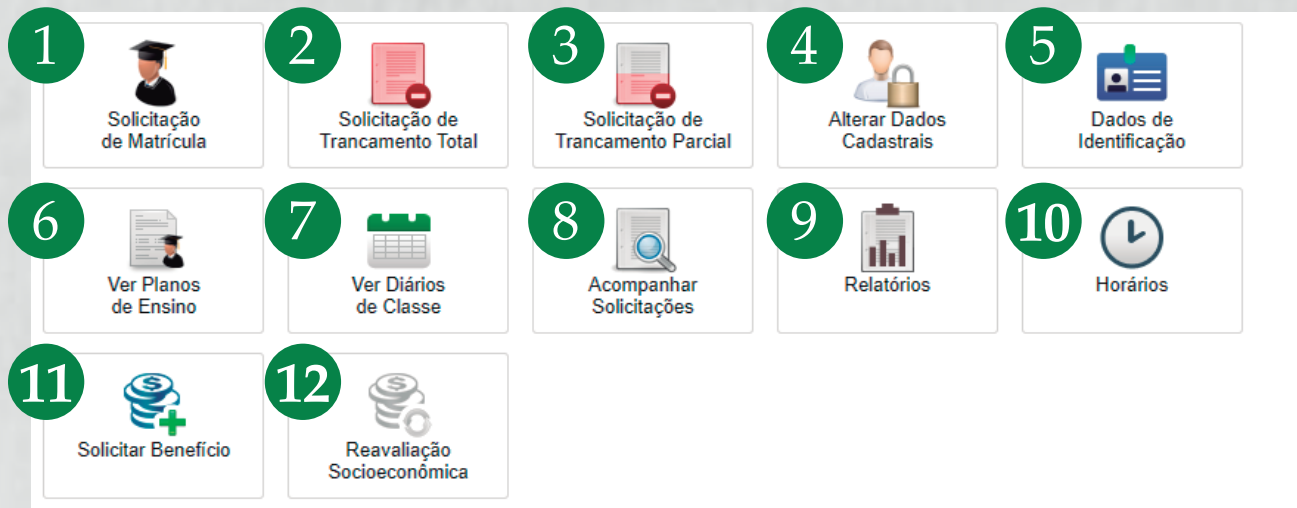 1
Solicitação
de Matrícula
2
Solicitação de
Trancamento Total
3
Solicitação de
Trancamento Parcial
4
Alterar Dados
Cadastrais
5
Dados de
Identificação
6
Ver Planos
de Ensino
7
Ver Diários
de Classe
8
Acompanhar
Solicitações
9
Relatórios
10
Horários
11
Solicitar Benefício
12
Reavaliação
Socioeconômica